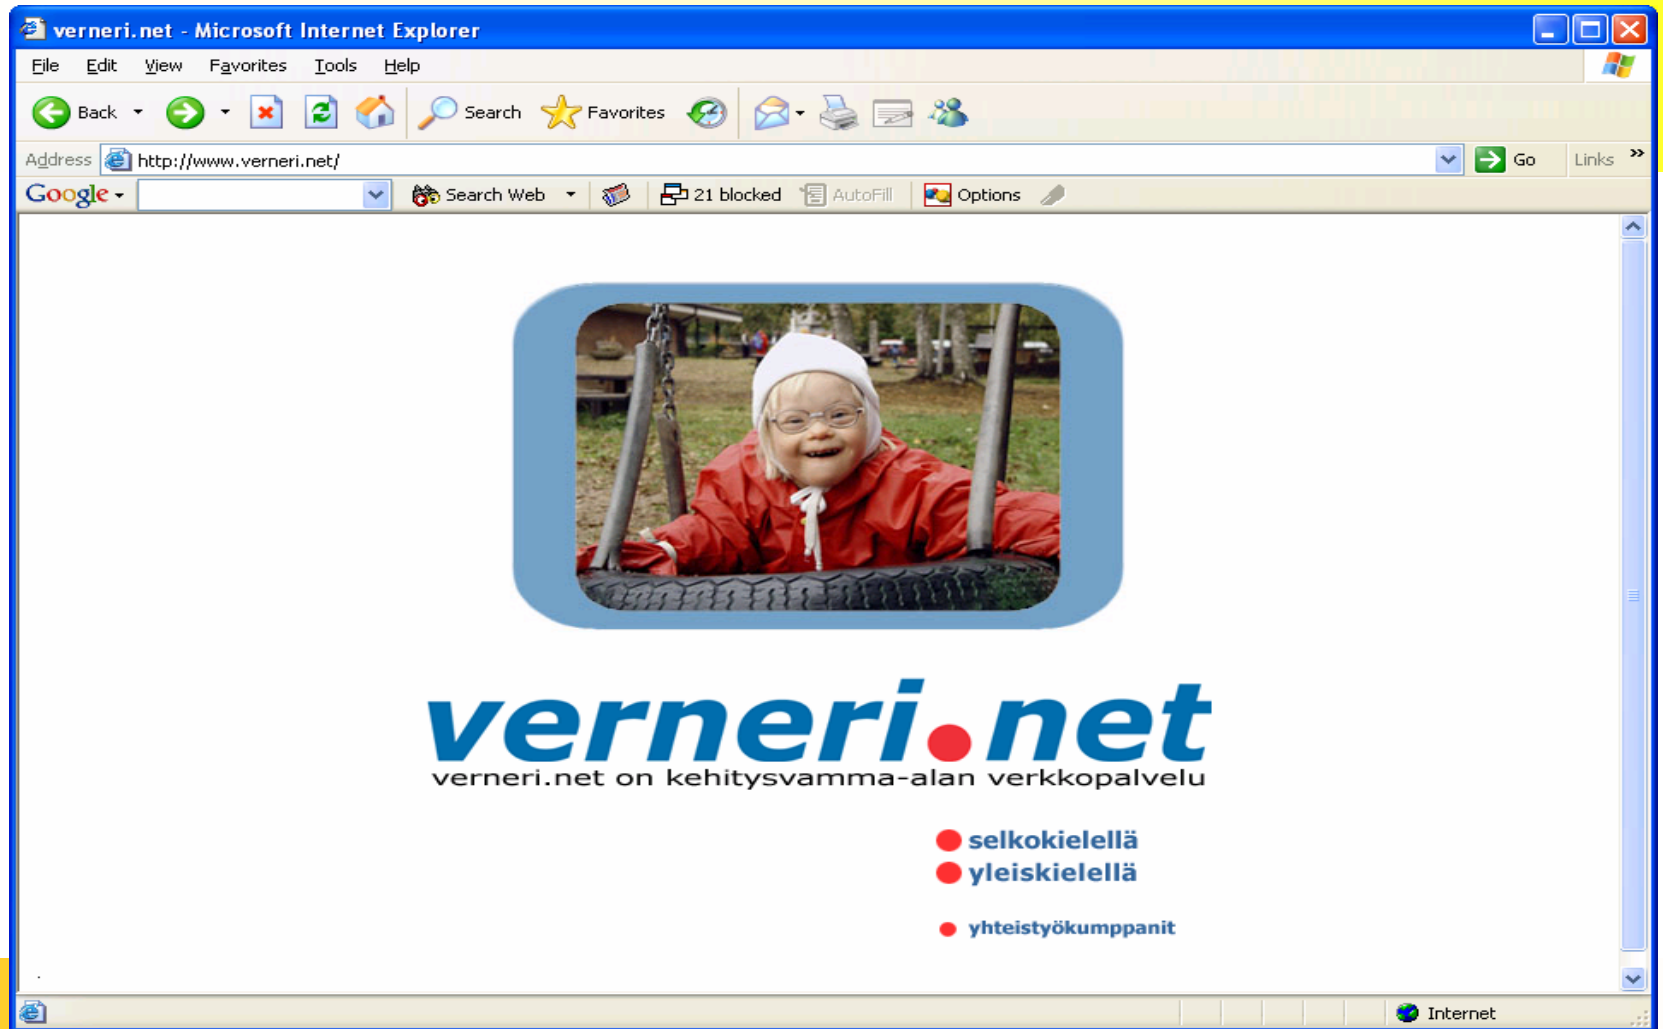 verneri.net - Microsoft Internet Explorer
File Edit View Favorites Tools Help
Back Search Favorites
Address http://www.verneri.net/ Go Links »
Google Search Web 21 blocked AutoFill Options
verneri.net
verneri.net on kehitysvamma-alan verkkopalvelu
selkokielellä
yleiskielellä
yhteistyökumppanit
Internet